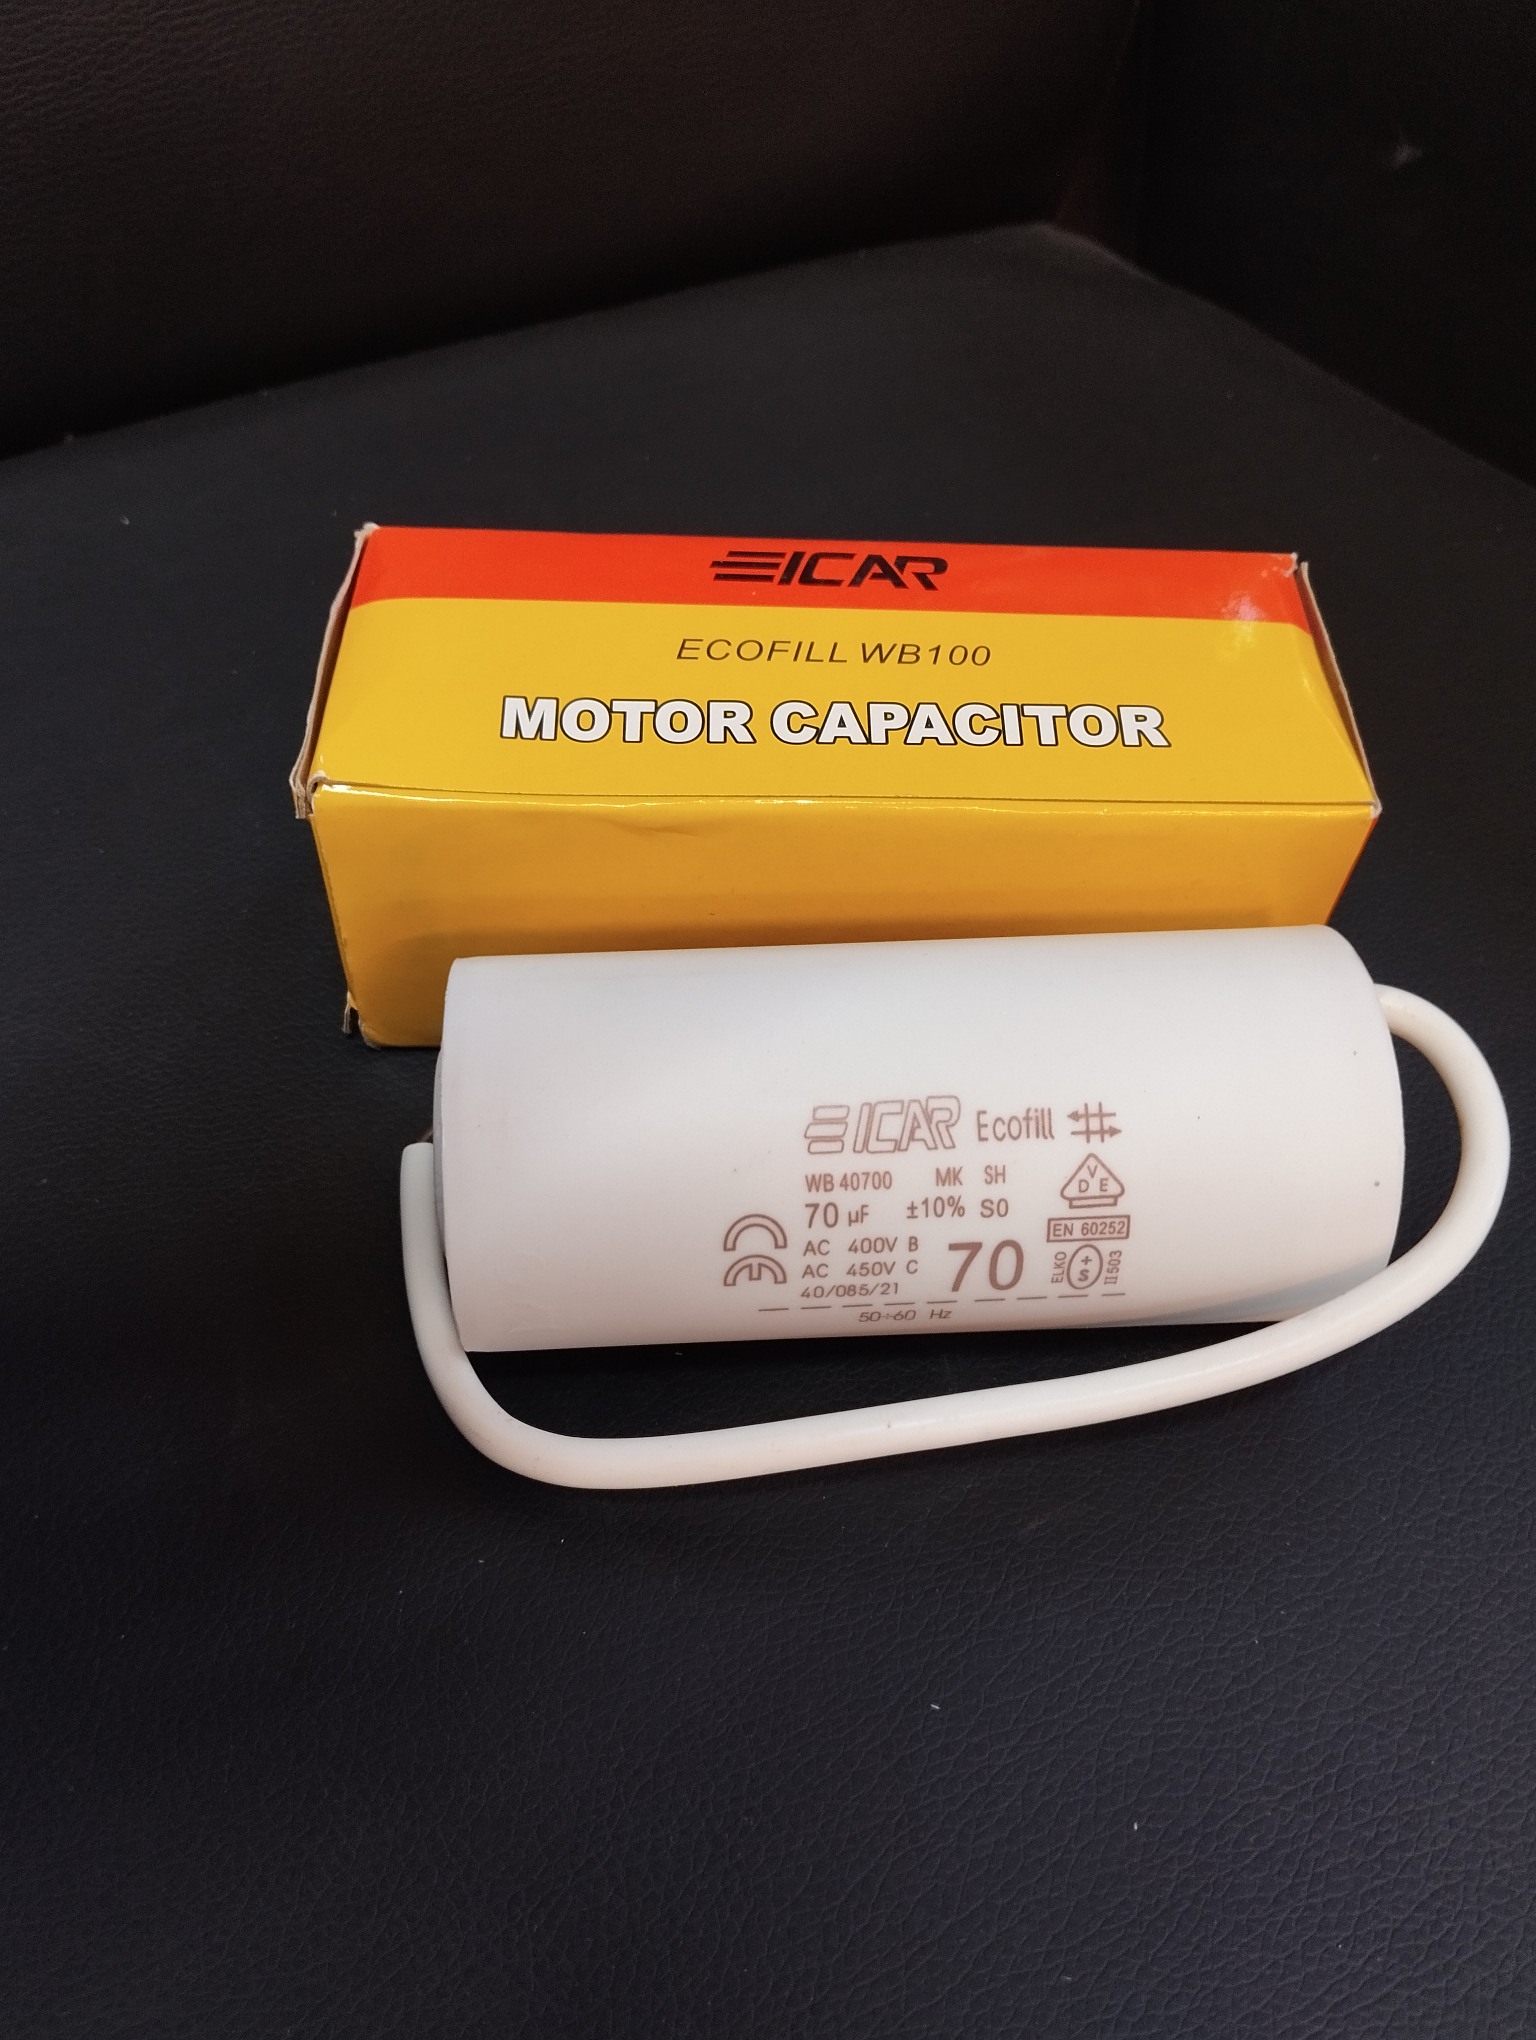 ICAR
ECOFILL WB100
MOTOR CAPACITOR
ICAR Ecofill
WB 40700 MK SH
70 µF ±10% S0
AC 400V B
AC 450V C
70
40/085/21
50÷60 Hz
VDE
EN 60252
ELKO
+S
II503